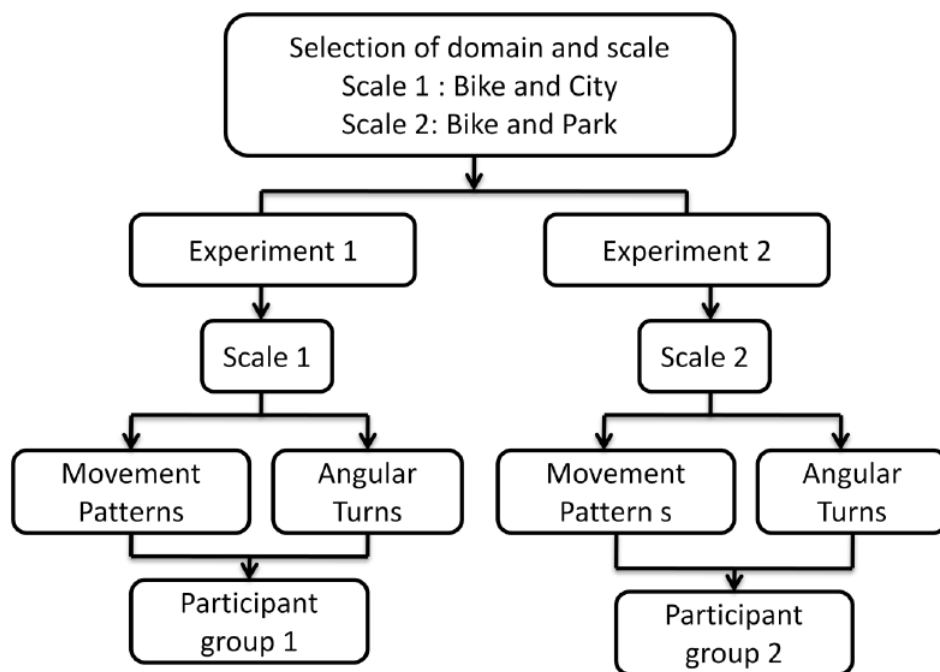 Selection of domain and scale
Scale 1 : Bike and City
Scale 2: Bike and Park
Experiment 1
Experiment 2
Scale 1
Scale 2
Movement
Patterns
Angular
Turns
Movement
Pattern s
Angular
Turns
Participant
group 1
Participant
group 2